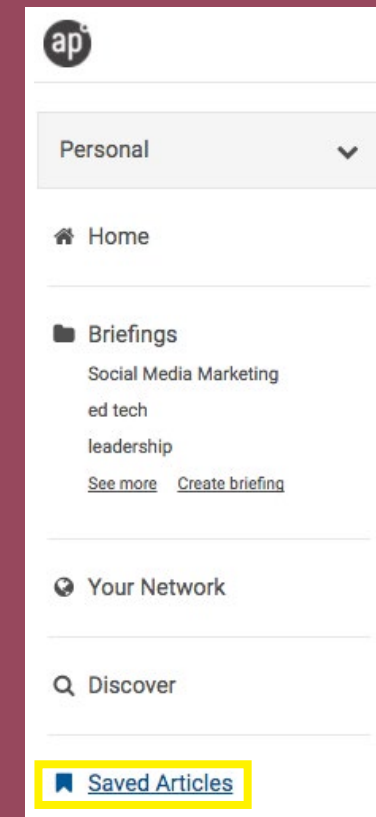 ap
Personal
Home
Briefings
Social Media Marketing
ed tech
leadership
See more Create briefing
Your Network
Discover
Saved Articles